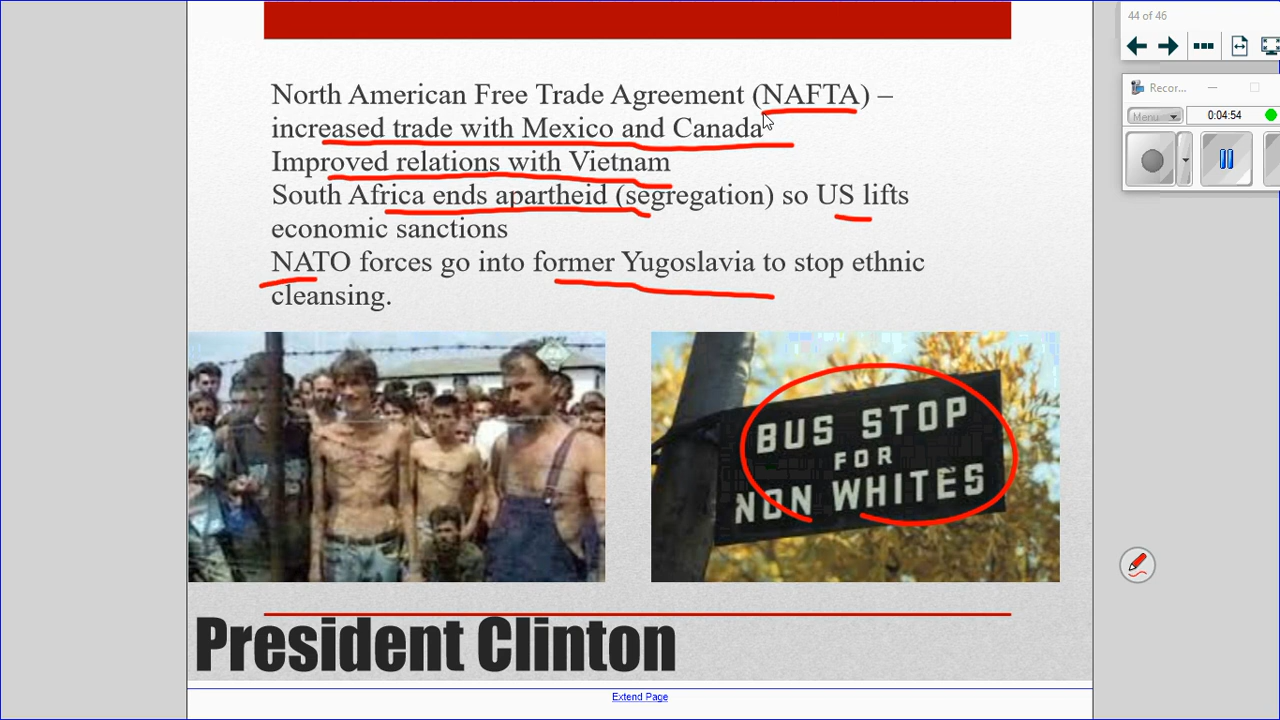 44 of 46
North American Free Trade Agreement (NAFTA) –
increased trade with Mexico and Canada
Improved relations with Vietnam
South Africa ends apartheid (segregation) so US lifts
economic sanctions
NATO forces go into former Yugoslavia to stop ethnic
cleansing.
Recor...
Menu
0:04:54
BUS STOP
FOR
NON WHITES
President Clinton
Extend Page